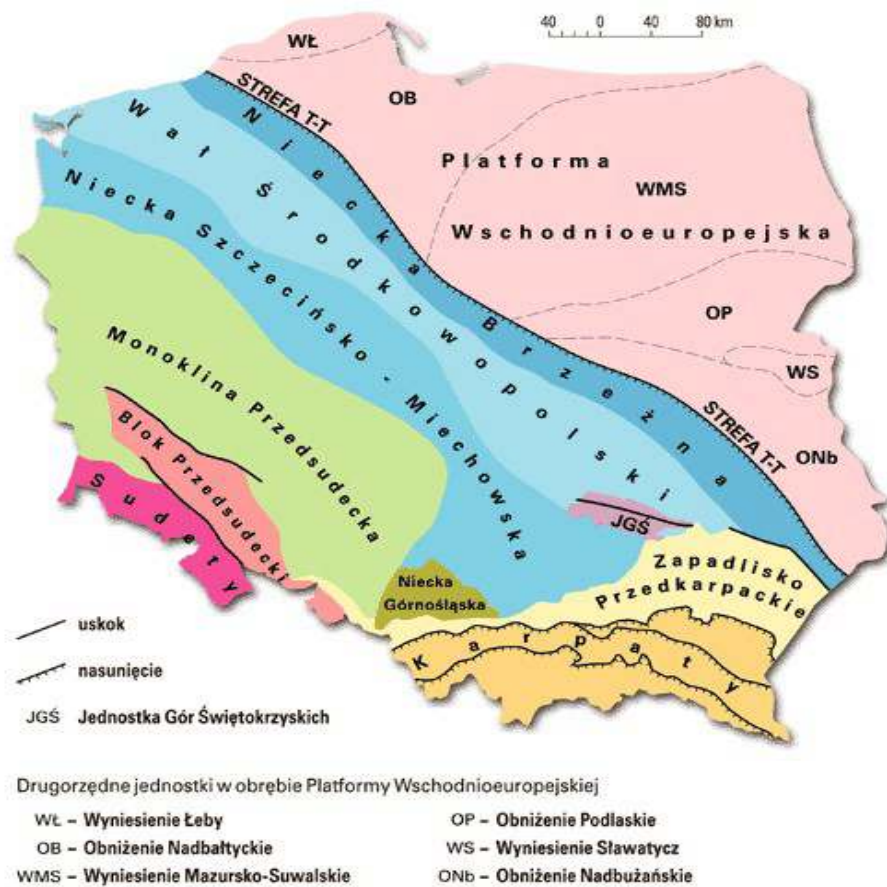 40 0 40 80 km
WŁ
STREFA T-T
OB
Platforma
WMS
Wschodnioeuropejska
Niecka Brzeżna
Wał Środkowopolski
Niecka Szczecińsko - Miechowska
OP
WS
STREFA T-T
ONb
Monoklina Przedsudecka
Blok Przedsudecki
Sudety
JGŚ
Niecka
Górnośląska
Zapadlisko
Przedkarpackie
Karpaty
uskok
nasunięcie
JGŚ Jednostka Gór Świętokrzyskich
Drugorzędne jednostki w obrębie Platformy Wschodnioeuropejskiej
WŁ – Wyniesienie Łeby
OB – Obniżenie Nadbałtyckie
WMS – Wyniesienie Mazursko-Suwalskie
OP – Obniżenie Podlaskie
WS – Wyniesienie Sławatycz
ONb – Obniżenie Nadbużańskie